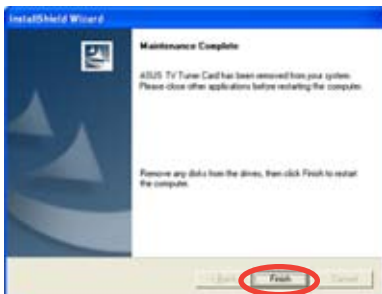 InstallShield Wizard
Maintenance Complete
ASUS TV Tuner Card has been removed from your system.
Please close other applications before restarting the computer.
Remove any disks from the drives, then click Finish to restart
the computer.
< Back
Finish
Cancel